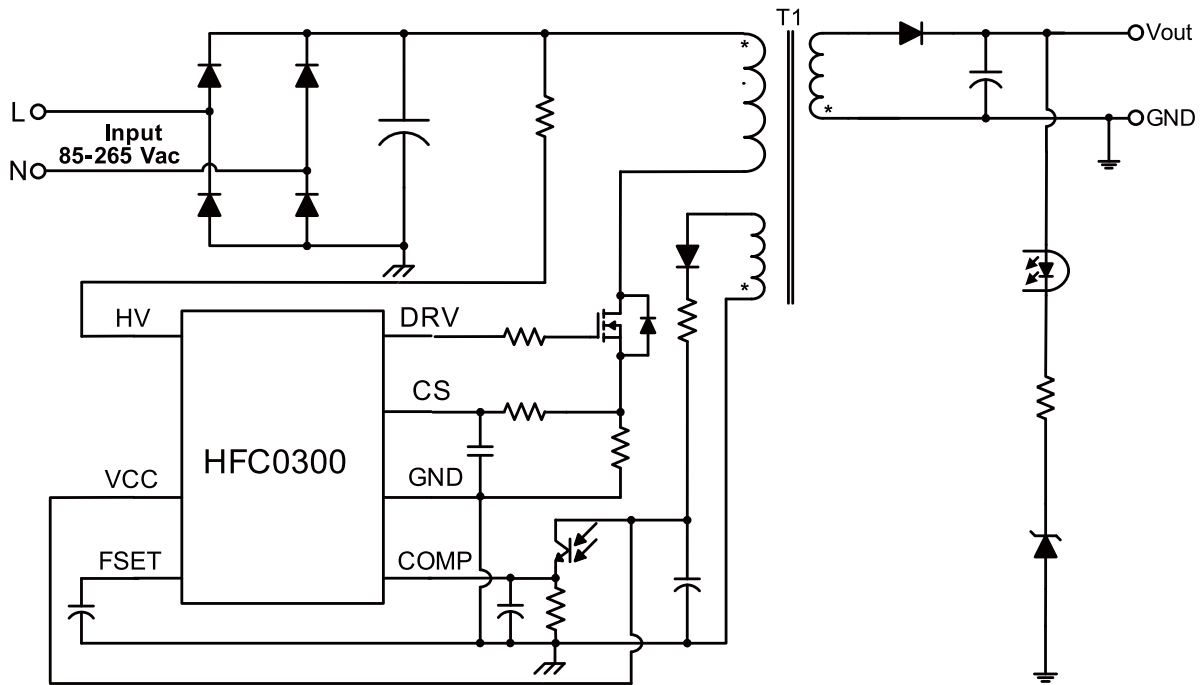 T1
Vout
*
L
Input
85-265 Vac
N
*
GND
*
*
HV
DRV
CS
HFC0300
VCC
GND
FSET
COMP